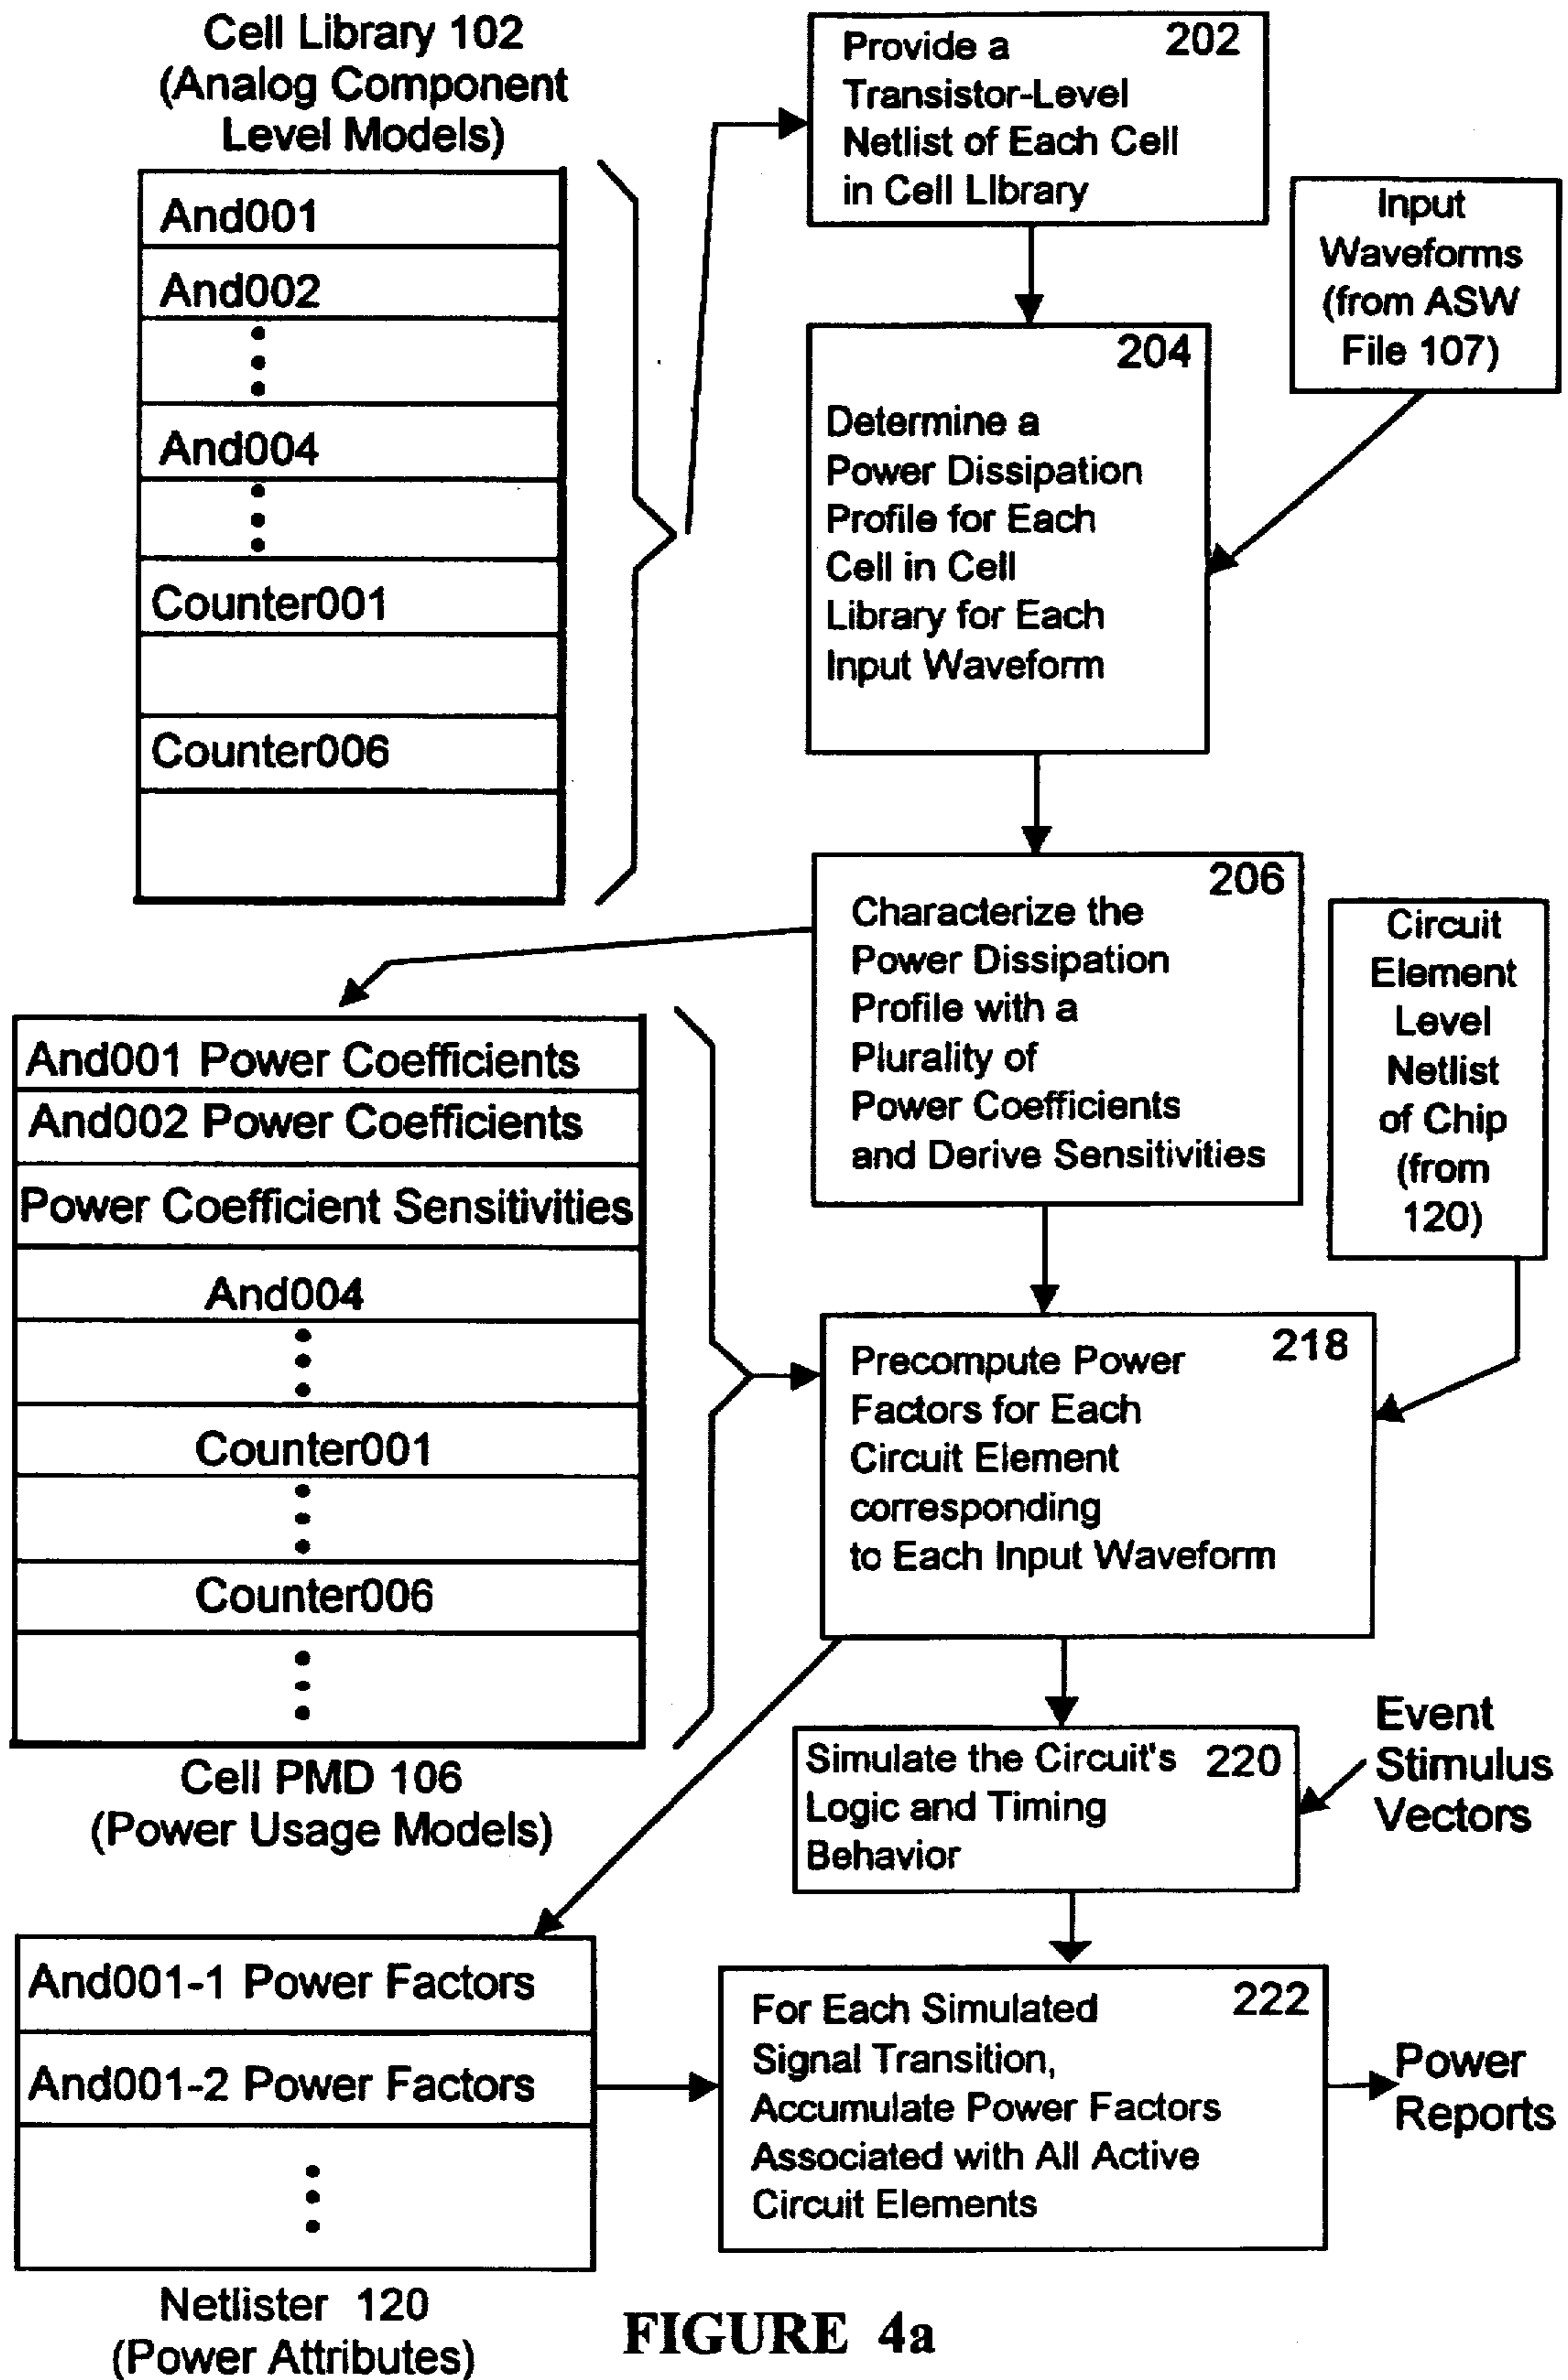 Cell Library 102
(Analog Component
Level Models)
And001
And002
And004
Counter001
Counter006
202
Provide a
Transistor-Level
Netlist of Each Cell
in Cell Library
Input
Waveforms
(from ASW
File 107)
204
Determine a
Power Dissipation
Profile for Each
Cell in Cell
Library for Each
Input Waveform
206
Characterize the
Power Dissipation
Profile with a
Plurality of
Power Coefficients
and Derive Sensitivities
Circuit
Element
Level
Netlist
of Chip
(from
120)
And001 Power Coefficients
And002 Power Coefficients
Power Coefficient Sensitivities
And004
Counter001
Counter006
Cell PMD 106
(Power Usage Models)
218
Precompute Power
Factors for Each
Circuit Element
corresponding
to Each Input Waveform
Simulate the Circuit's 220
Logic and Timing
Behavior
Event
Stimulus
Vectors
And001-1 Power Factors
And001-2 Power Factors
Netlister 120
(Power Attributes)
222
For Each Simulated
Signal Transition,
Accumulate Power Factors
Associated with All Active
Circuit Elements
Power
Reports
FIGURE 4a